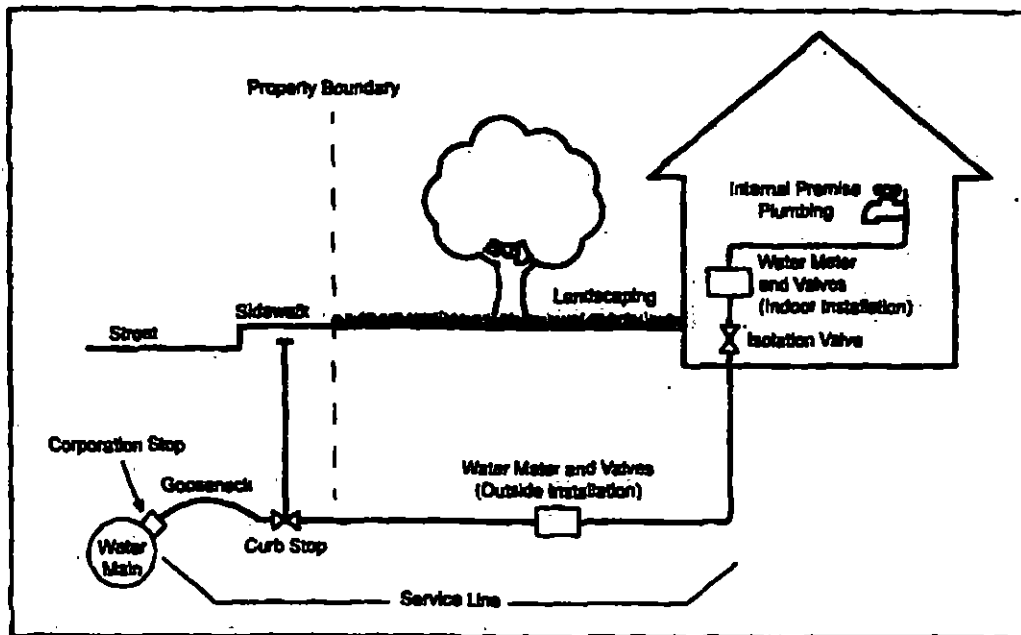 Property Boundary
Internal Premise
Plumbing
Water Meter
and Valves
(Indoor Installation)
Landscaping
Sidewalk
Street
Isolation Valve
Corporation Stop
Gooseneck
Water Meter and Valves
(Outside Installation)
Water
Main
Curb Stop
Service Line